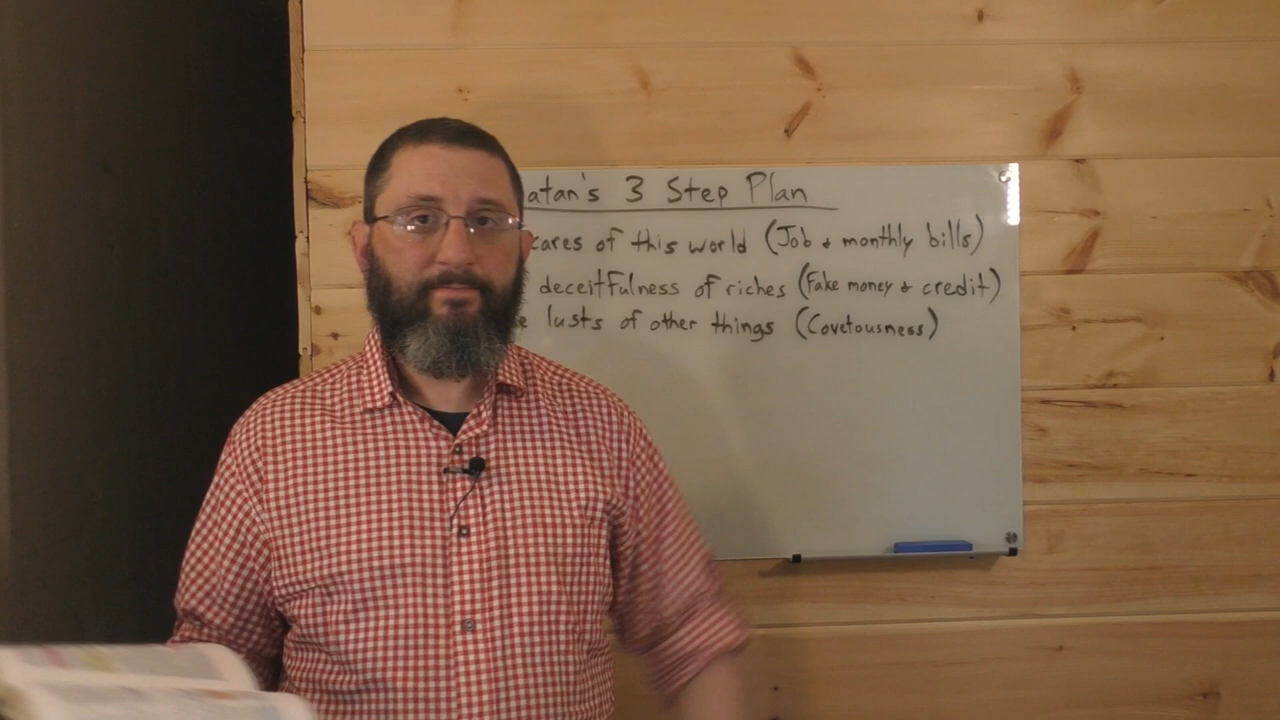 atan's 3 Step Plan
cares of this world (Job & monthly bills)
deceitfulness of riches (Fake money & credit)
e lusts of other things (Covetousness)